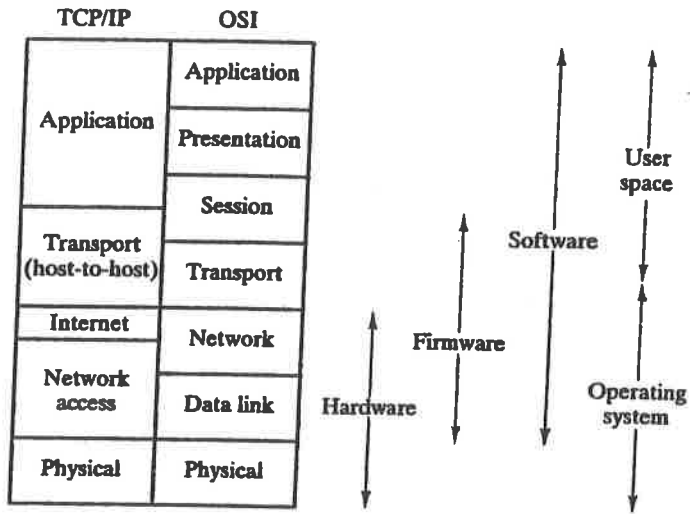 TCP/IP
OSI
Application
Application
Presentation
Session
Transport
(host-to-host)
Transport
Internet
Network
Network
access
Data link
Physical
Physical
Hardware
Firmware
Software
User
space
Operating
system